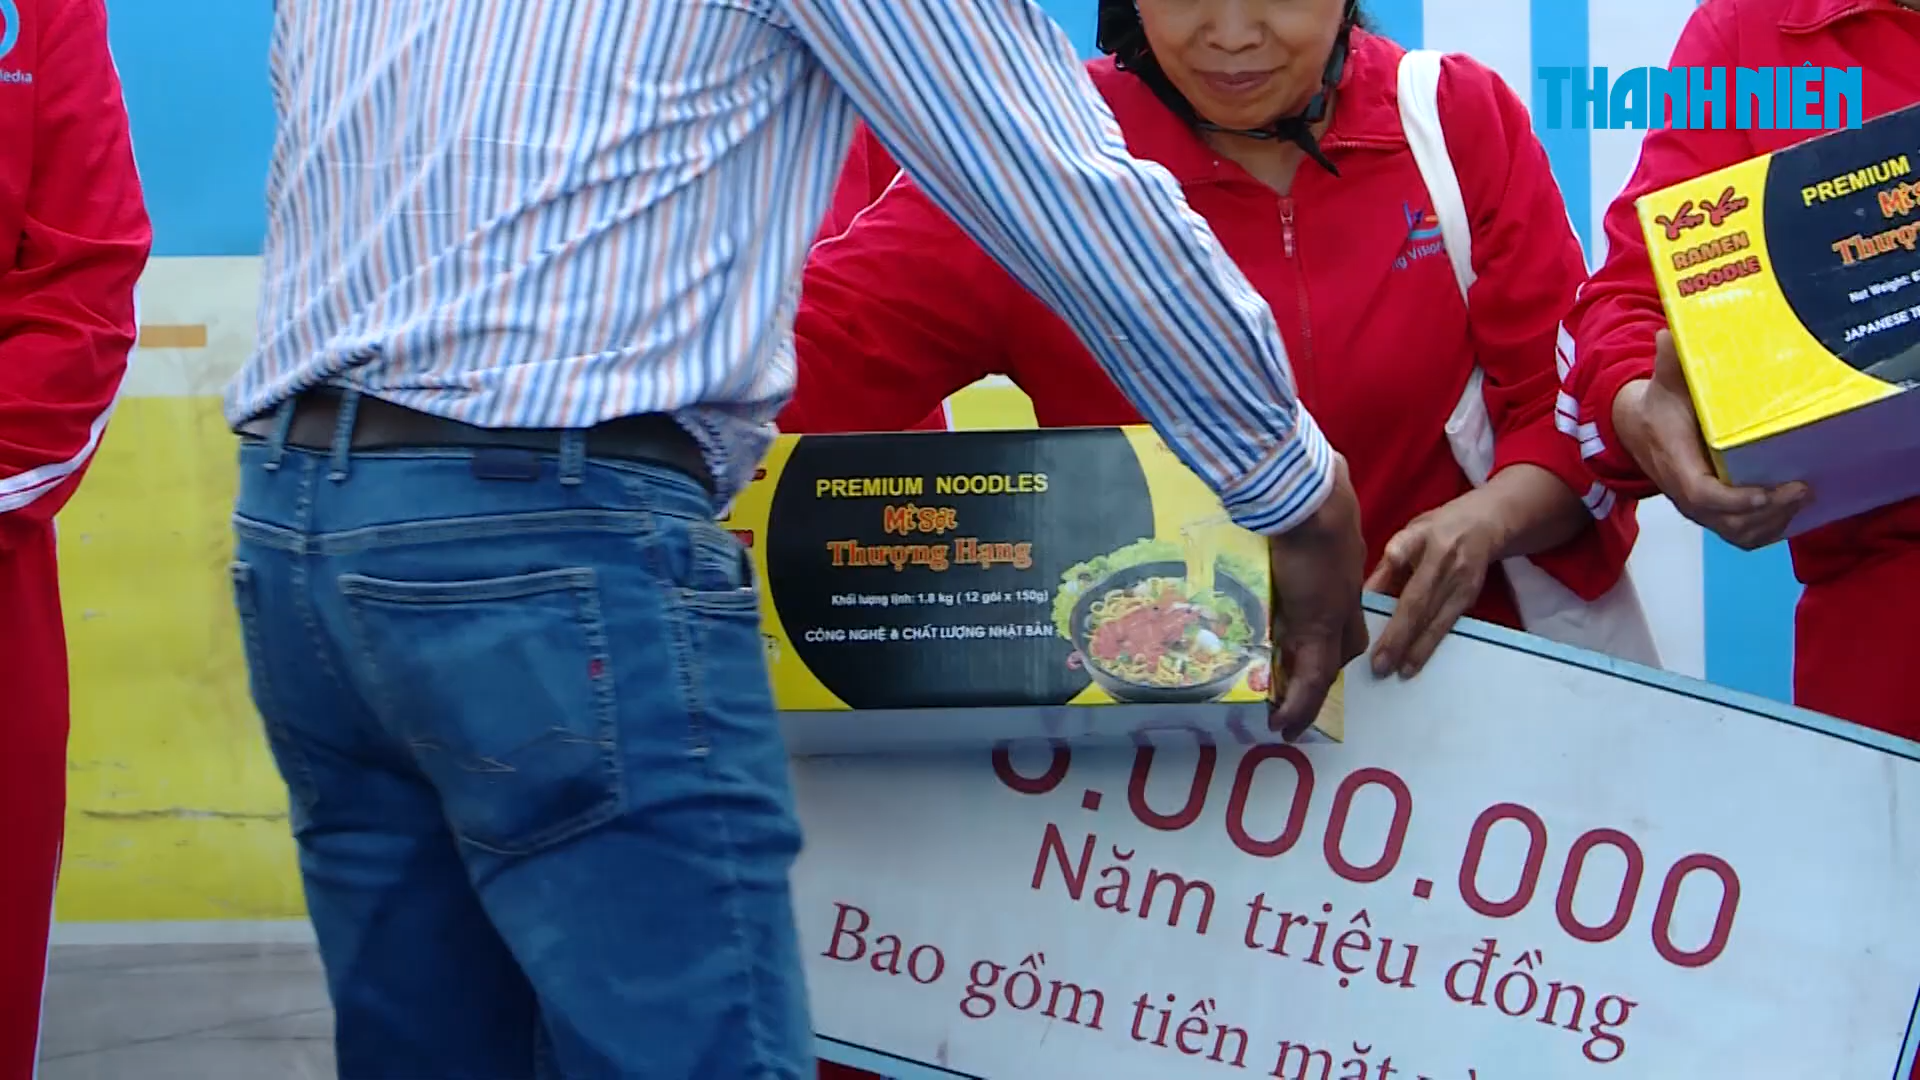 THANH NIÊN
PREMIUM
Yen Yen
RAMEN
NOODLE
Net Weight:
JAPANESE
PREMIUM NOODLES
Mì Sợi
Thượng Hạng
Khối lượng tịnh: 1.8 kg ( 12 gói x 150g)
CÔNG NGHỆ & CHẤT LƯỢNG NHẬT BẢN
.000.000
Năm triệu đồng
Bao gồm tiền mặt